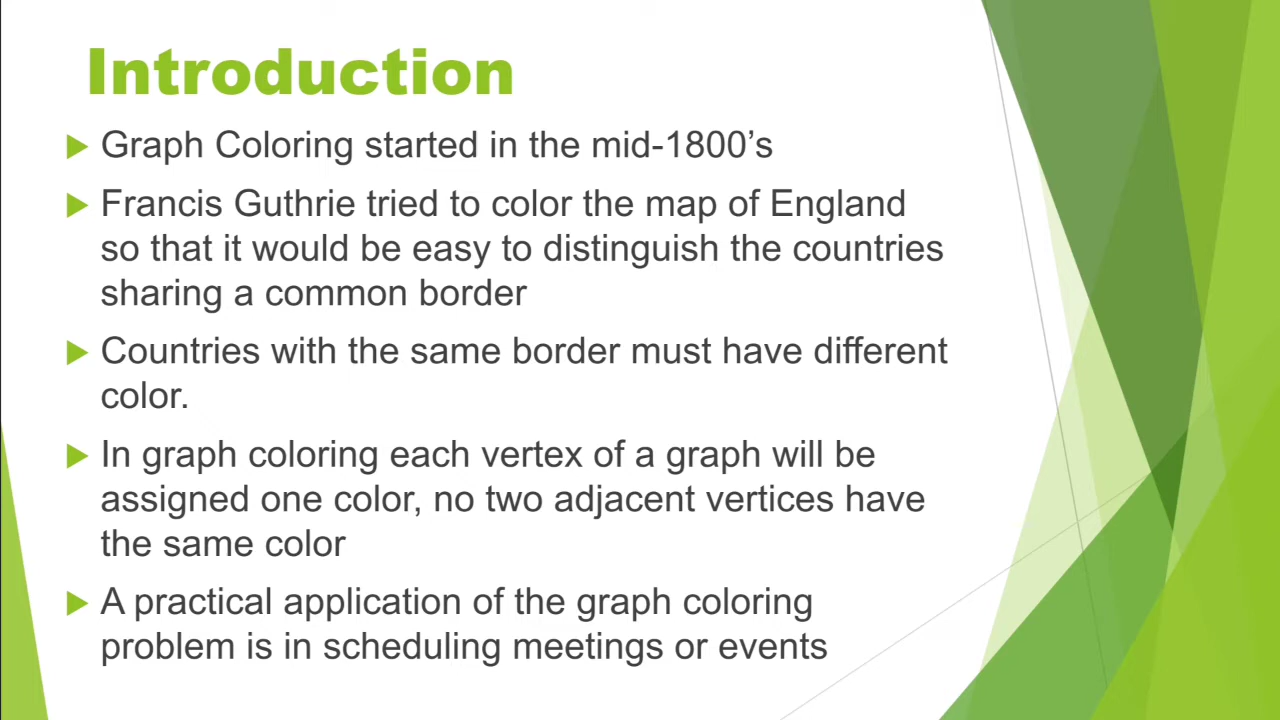 Introduction
Graph Coloring started in the mid-1800’s
Francis Guthrie tried to color the map of England
so that it would be easy to distinguish the countries
sharing a common border
Countries with the same border must have different
color.
In graph coloring each vertex of a graph will be
assigned one color, no two adjacent vertices have
the same color
A practical application of the graph coloring
problem is in scheduling meetings or events